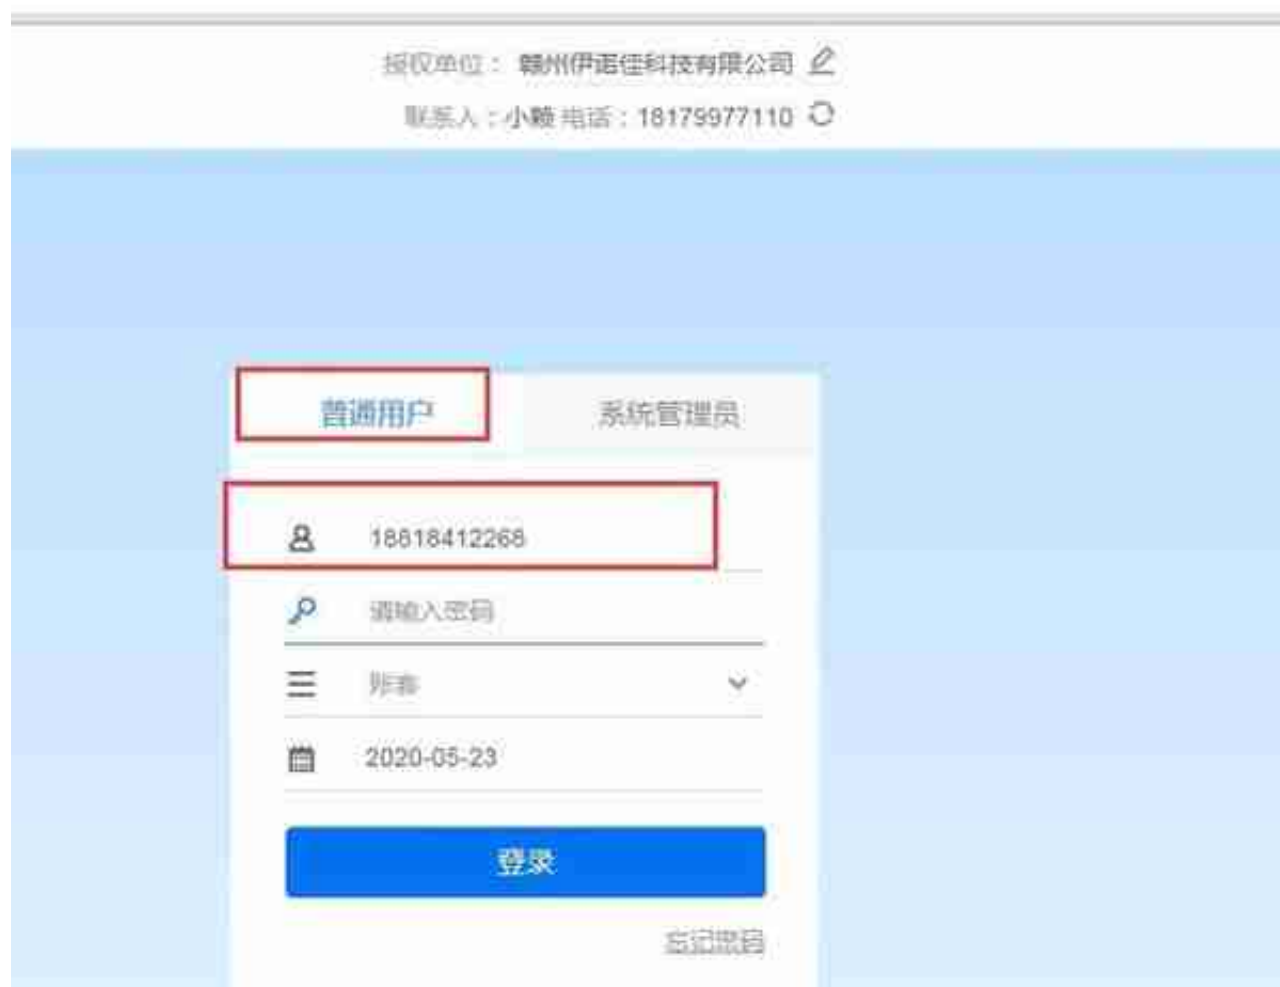 授权单位： 赣州伊诺佳科技有限公司
联系人：小赖 电话：18179977110
普通用户 系统管理员
18818412268
请输入密码
账套
2020-05-23
登录
忘记密码